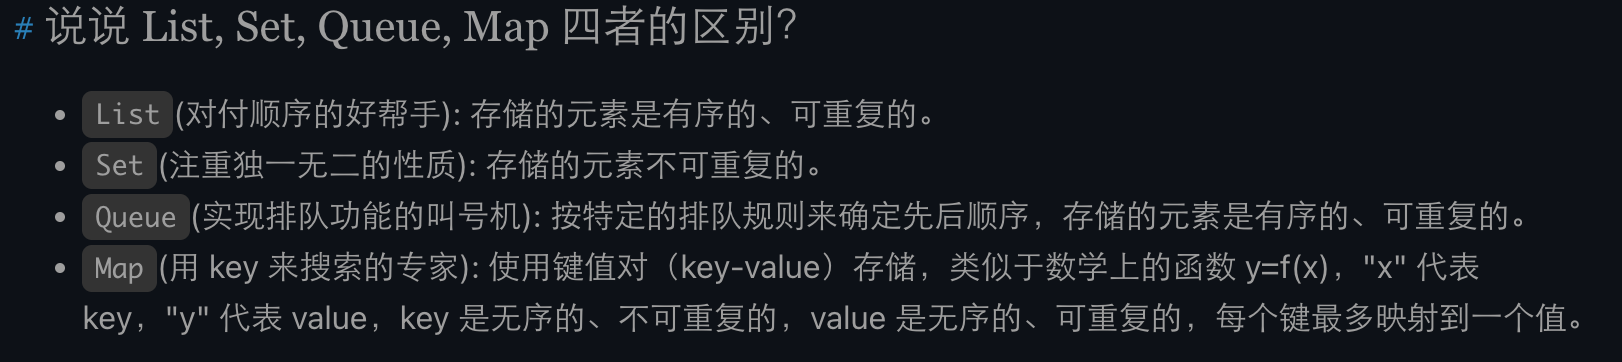 # 说说 List, Set, Queue, Map 四者的区别?
• List(对付顺序的好帮手): 存储的元素是有序的、可重复的。
• Set(注重独一无二的性质): 存储的元素不可重复的。
• Queue(实现排队功能的叫号机): 按特定的排队规则来确定先后顺序，存储的元素是有序的、可重复的。
• Map(用 key 来搜索的专家): 使用键值对（key-value）存储，类似于数学上的函数 y=f(x)，"x" 代表
key，"y" 代表 value，key 是无序的、不可重复的，value 是无序的、可重复的，每个键最多映射到一个值。